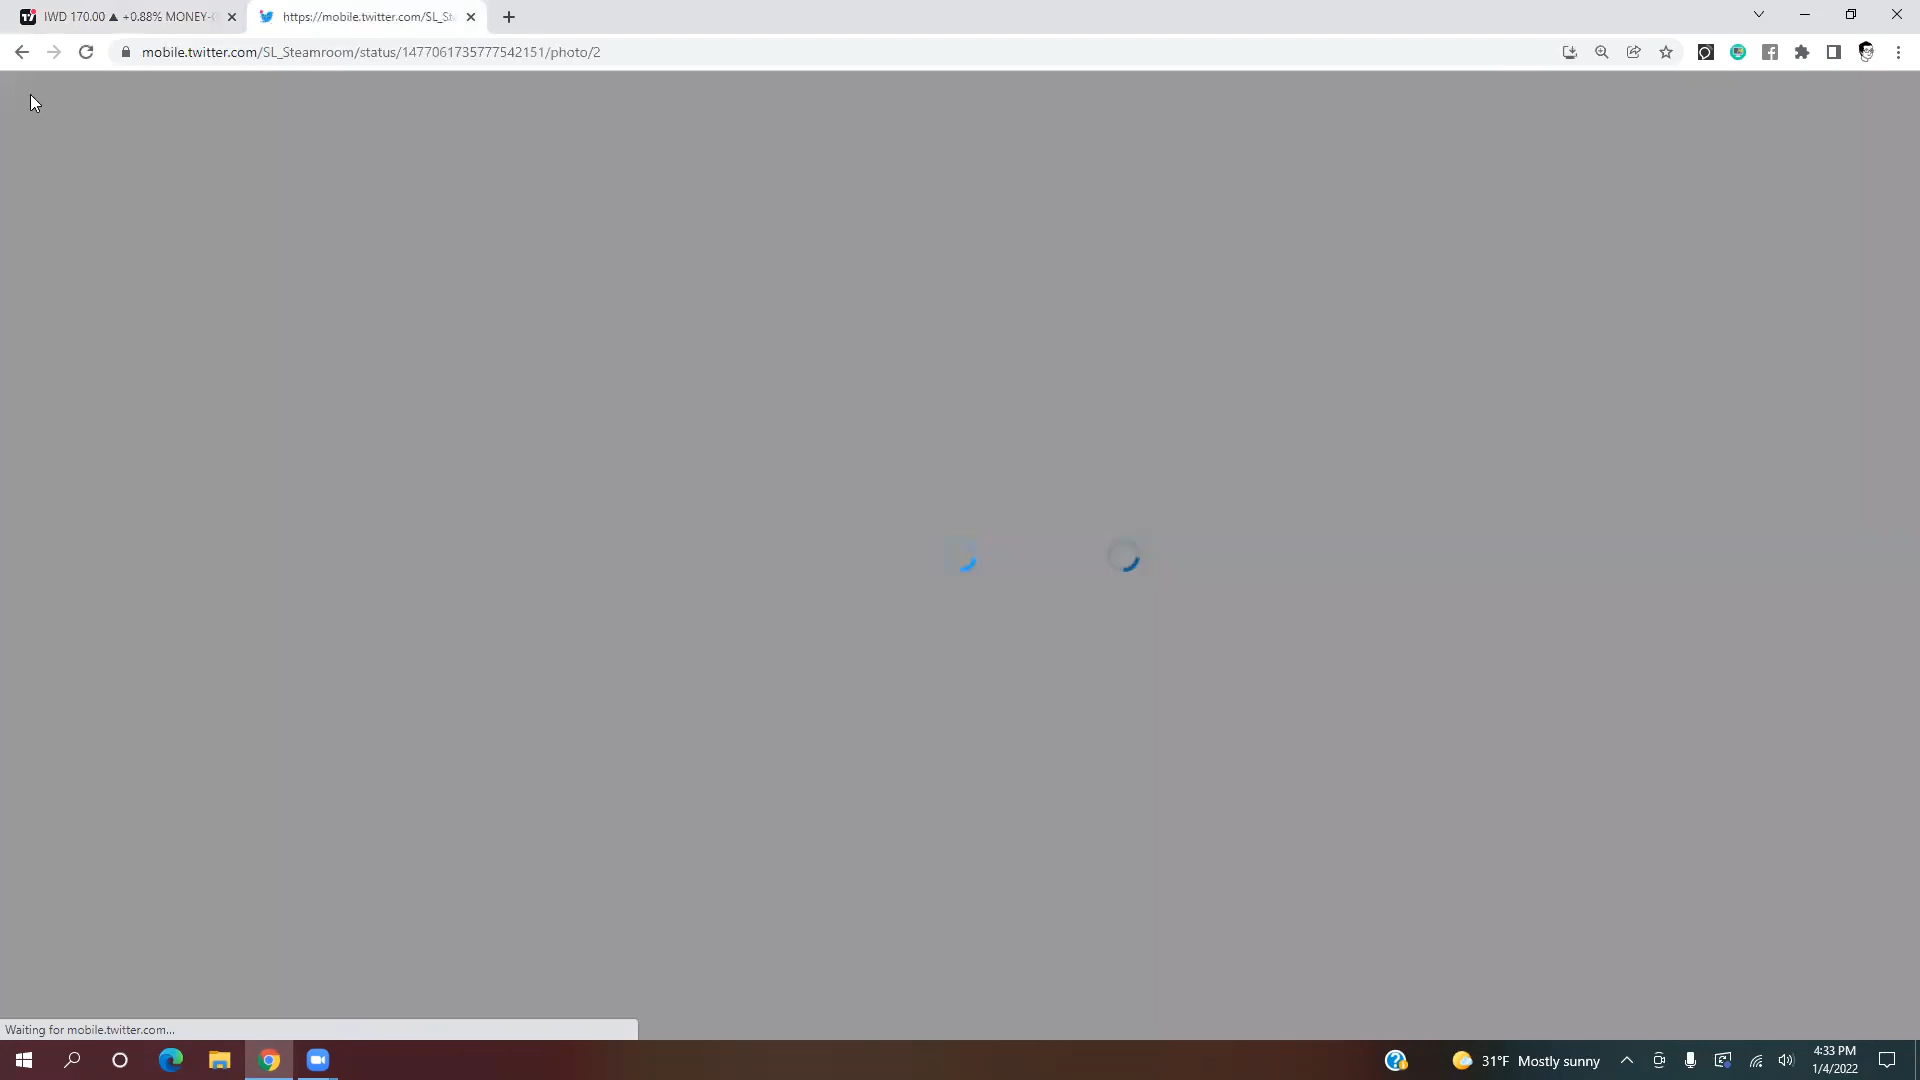 IWD 170.00 ▲ +0.88% MONEY-
https://mobile.twitter.com/SL_St
mobile.twitter.com/SL_Steamroom/status/1477061735777542151/photo/2
Waiting for mobile.twitter.com...
31°F Mostly sunny
4:33 PM
1/4/2022